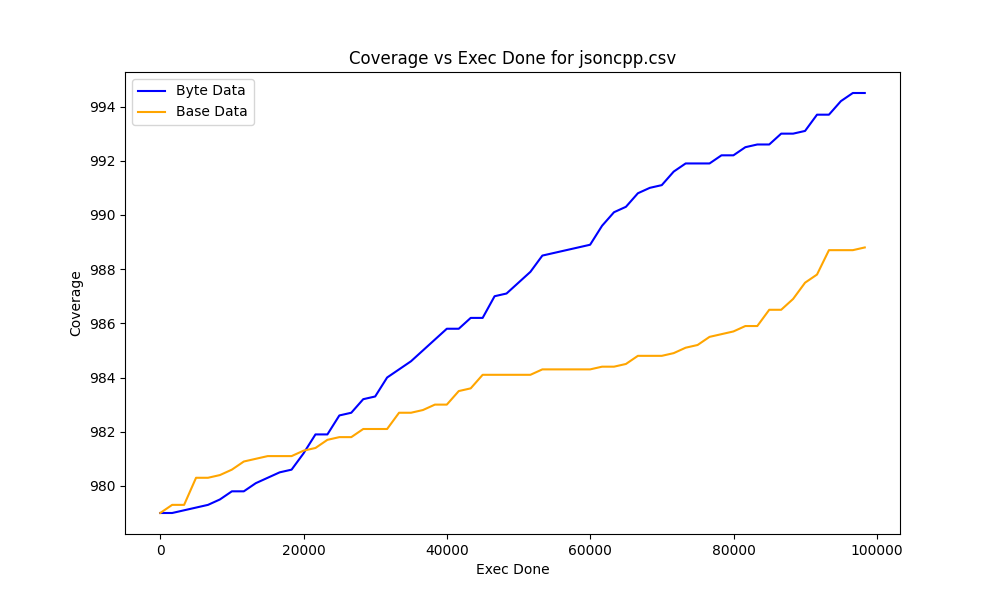 Coverage vs Exec Done for jsoncpp.csv
Byte Data
Base Data
994
992
990
988
986
984
982
980
Coverage
0 20000 40000 60000 80000 100000
Exec Done